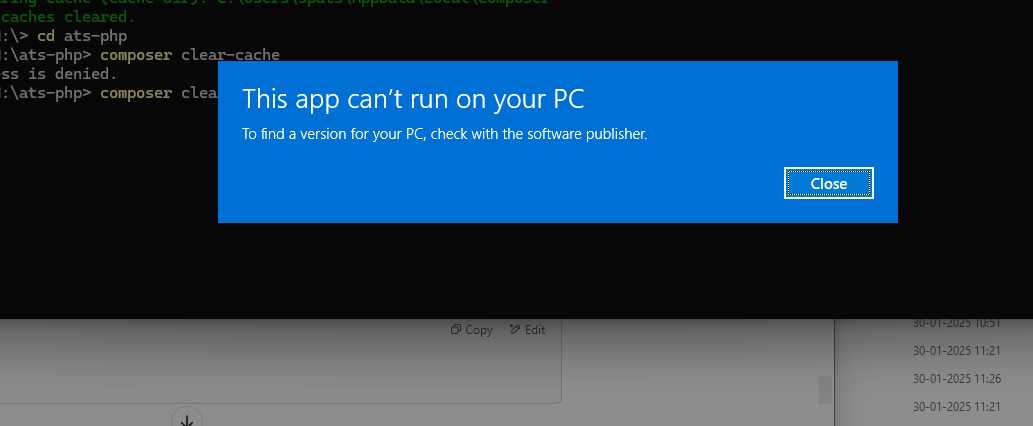 caches cleared.
:\> cd ats-php
:\ats-php> composer clear-cache
ss is denied.
:\ats-php> composer clea
This app can't run on your PC
To find a version for your PC, check with the software publisher.
Close
Copy Edit
30-01-2025 10:51
30-01-2025 11:21
30-01-2025 11:26
30-01-2025 11:21